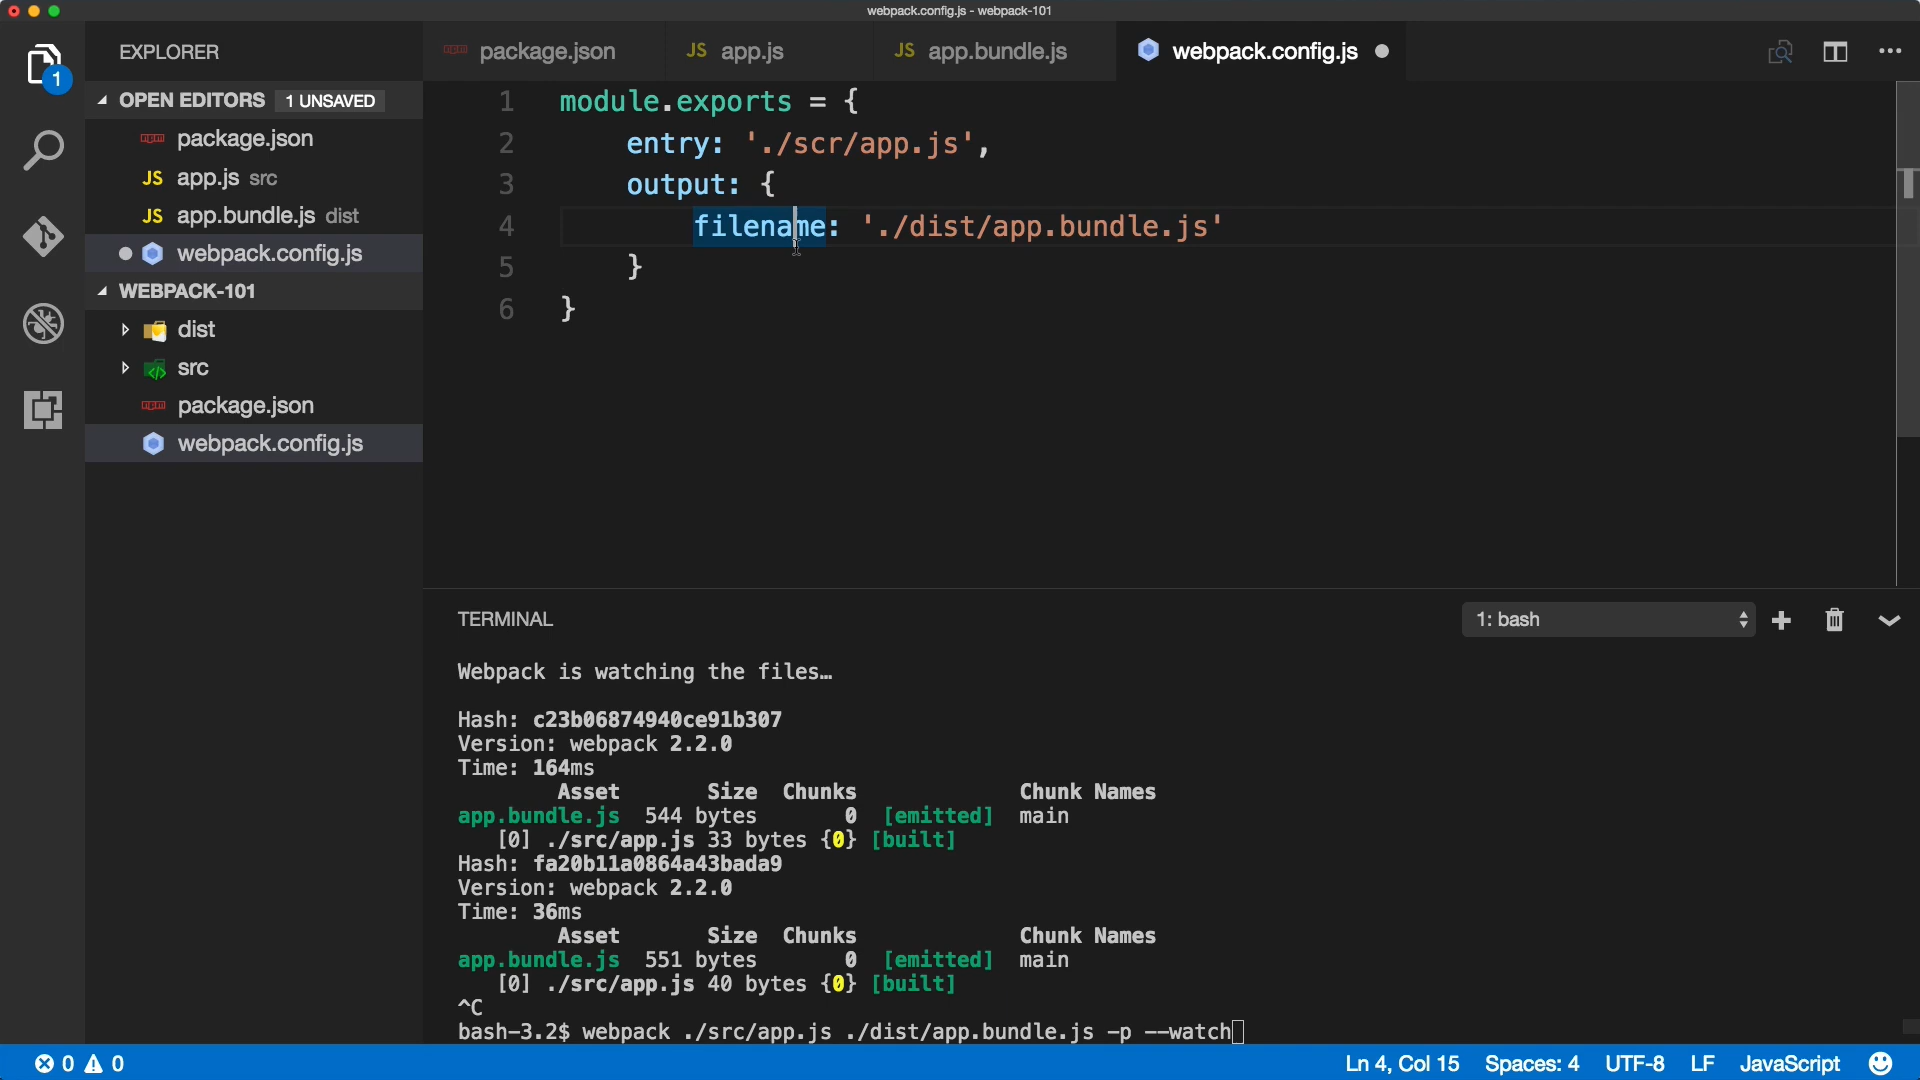 webpack.config.js - webpack-101
1
EXPLORER
OPEN EDITORS 1 UNSAVED
package.json
JS app.js src
JS app.bundle.js dist
webpack.config.js
WEBPACK-101
dist
src
package.json
webpack.config.js
package.json
JS app.js
JS app.bundle.js
webpack.config.js
1 module.exports = {
2 entry: './scr/app.js',
3 output: {
4 filename: './dist/app.bundle.js'
5 }
6 }
TERMINAL
1: bash
Webpack is watching the files…
Hash: c23b06874940ce91b307
Version: webpack 2.2.0
Time: 164ms
Asset Size Chunks Chunk Names
app.bundle.js 544 bytes 0 [emitted] main
[0] ./src/app.js 33 bytes {0} [built]
Hash: fa20b11a0864a43bada9
Version: webpack 2.2.0
Time: 36ms
Asset Size Chunks Chunk Names
app.bundle.js 551 bytes 0 [emitted] main
[0] ./src/app.js 40 bytes {0} [built]
^C
bash-3.2$ webpack ./src/app.js ./dist/app.bundle.js -p --watch
0 0
Ln 4, Col 15 Spaces: 4 UTF-8 LF JavaScript